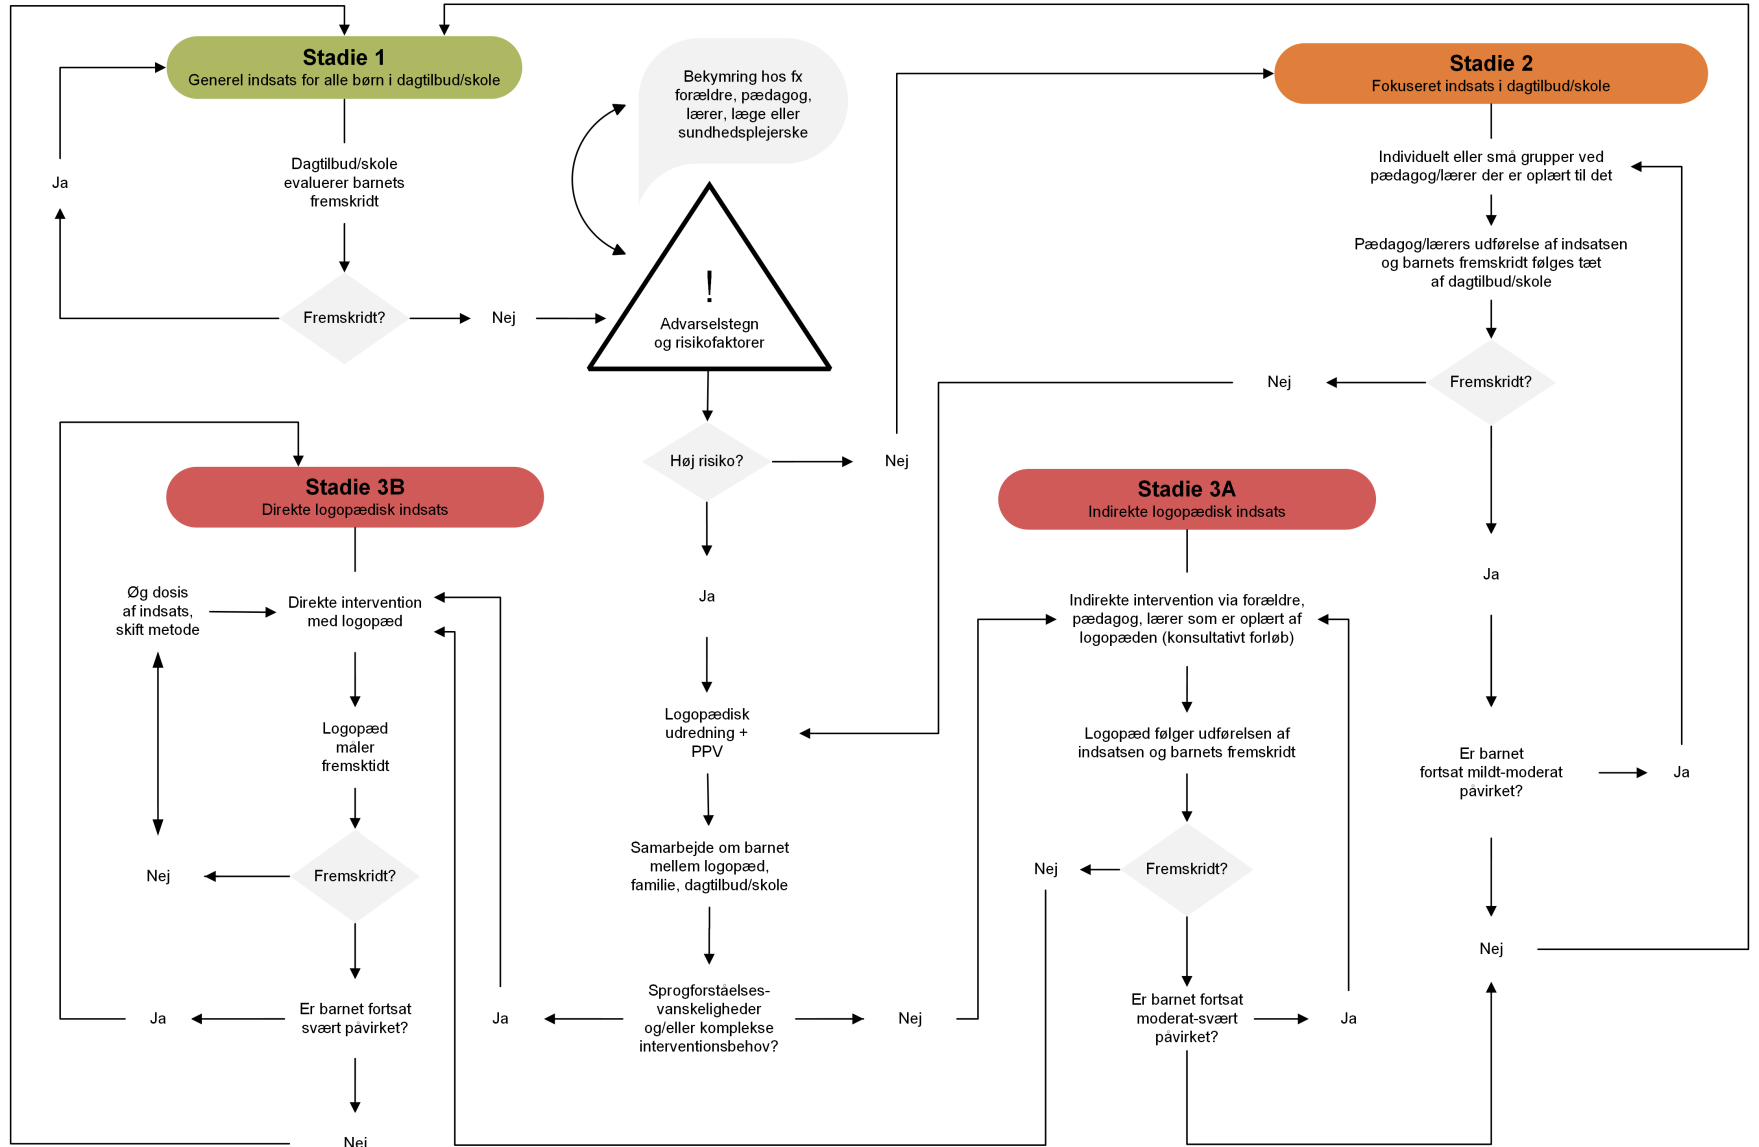 Stadie 1
Generel indsats for alle børn i dagtilbud/skole
Ja
Dagtilbud/skole
evaluerer barnets
fremskridt
Fremskridt?
Nej
Bekymring hos fx
forældre, pædagog,
lærer, læge eller
sundhedsplejerske
!
Advarselstegn
og risikofaktorer
Høj risiko?
Nej
Ja
Logopædisk
udredning +
PPV
Samarbejde om barnet
mellem logopæd,
familie, dagtilbud/skole
Sprogforståelses-
vanskeligheder
og/eller komplekse
interventionsbehov?
Ja
Nej
Stadie 2
Fokuseret indsats i dagtilbud/skole
Individuelt eller små grupper ved
pædagog/lærer der er oplært til det
Pædagog/lærers udførelse af indsatsen
og barnets fremskridt følges tæt
af dagtilbud/skole
Fremskridt?
Nej
Ja
Er barnet
fortsat mildt-moderat
påvirket?
Ja
Nej
Stadie 3B
Direkte logopædisk indsats
Øg dosis
af indsats,
skift metode
Direkte intervention
med logopæd
Logopæd
måler
fremsktidt
Fremskridt?
Nej
Er barnet fortsat
svært påvirket?
Ja
Nej
Stadie 3A
Indirekte logopædisk indsats
Indirekte intervention via forældre,
pædagog, lærer som er oplært af
logopæden (konsultativt forløb)
Logopæd følger udførelsen af
indsatsen og barnets fremskridt
Fremskridt?
Nej
Er barnet fortsat
moderat-svært
påvirket?
Ja